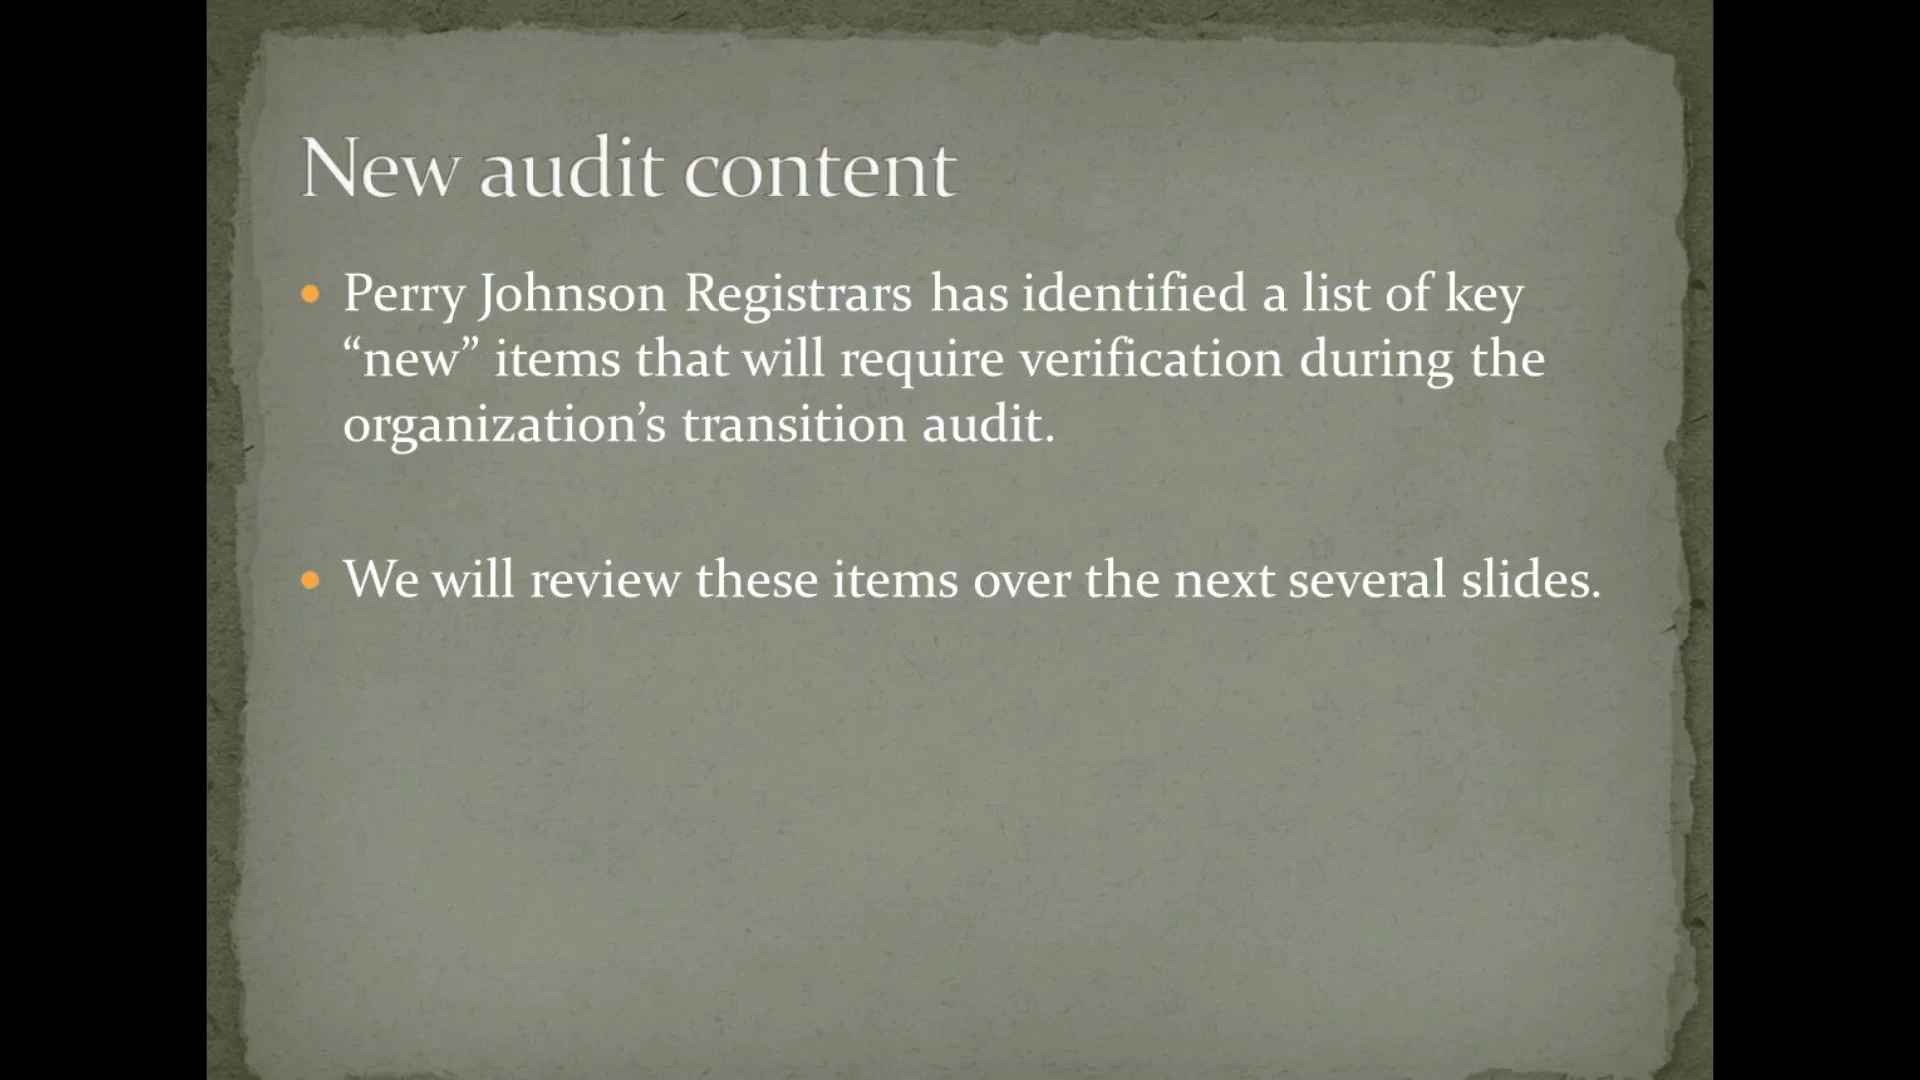 New audit content
Perry Johnson Registrars has identified a list of key
“new” items that will require verification during the
organization’s transition audit.
We will review these items over the next several slides.